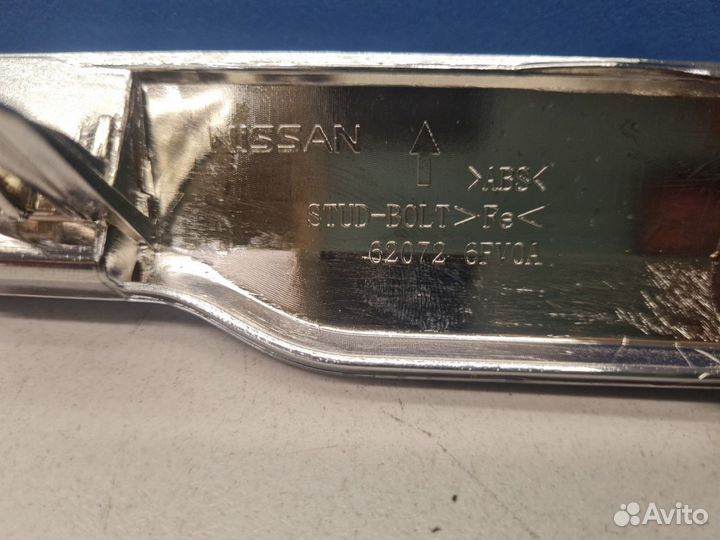 NISSAN
>ABS<
STUD-BOLT>Fe<
62072 6FV0A
Avito